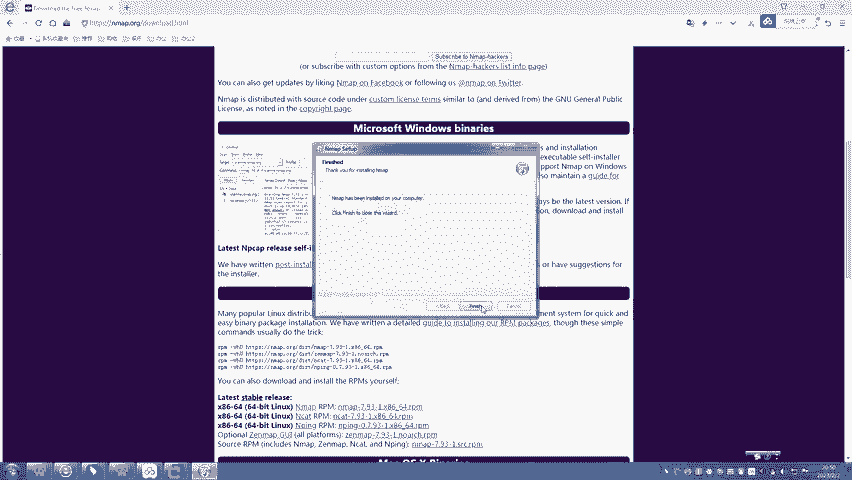 Download the Free Nmap
https://nmap.org/download.html
Subscribe to Nmap-hackers
(or subscribe with custom options from the Nmap-hackers list info page)
You can also get updates by liking Nmap on Facebook or following us @nmap on Twitter.
Nmap is distributed with source code under custom license terms similar to (and derived from) the GNU General Public
License, as noted in the copyright page.
Microsoft Windows binaries
s and installation
executable self-installer
pport Nmap on Windows
so maintain a guide for
ys be the latest version. If
on, download and install
Finished
Thank you for installing Nmap
Nmap has been installed on your computer.
Click Finish to close this wizard.
< Back
Finish
Cancel
Latest Npcap release self-i
We have written post-install
or have suggestions for
the installer.
Many popular Linux distribut
ment system for quick and
easy binary package installation. We have written a detailed guide to installing our RPM packages, though these simple
commands usually do the trick:
rpm -vhU https://nmap.org/dist/nmap-7.93-1.x86_64.rpm
rpm -vhU https://nmap.org/dist/zenmap-7.93-1.noarch.rpm
rpm -vhU https://nmap.org/dist/ncat-7.93-1.x86_64.rpm
rpm -vhU https://nmap.org/dist/nping-0.7.93-1.x86_64.rpm
You can also download and install the RPMs yourself:
Latest stable release:
x86-64 (64-bit Linux) Nmap RPM: nmap-7.93-1.x86_64.rpm
x86-64 (64-bit Linux) Ncat RPM: ncat-7.93-1.x86_64.rpm
x86-64 (64-bit Linux) Nping RPM: nping-0.7.93-1.x86_64.rpm
Optional Zenmap GUI (all platforms): zenmap-7.93-1.noarch.rpm
Source RPM (includes Nmap, Zenmap, Ncat, and Nping): nmap-7.93-1.src.rpm
Mac OS X Binaries